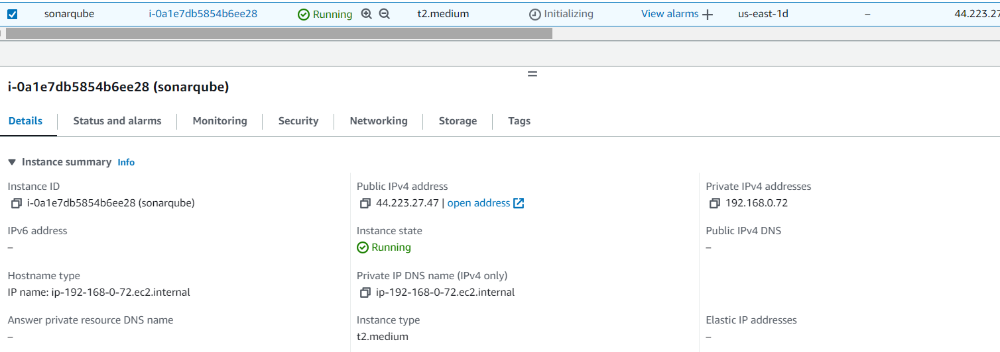 sonarqube i-0a1e7db5854b6ee28 Running t2.medium Initializing View alarms + us-east-1d – 44.223.27
i-0a1e7db5854b6ee28 (sonarqube)
Details Status and alarms Monitoring Security Networking Storage Tags
Instance summary Info
Instance ID Public IPv4 address Private IPv4 addresses
i-0a1e7db5854b6ee28 (sonarqube) 44.223.27.47 | open address 192.168.0.72
IPv6 address Instance state Public IPv4 DNS
– Running –
Hostname type Private IP DNS name (IPv4 only)
IP name: ip-192-168-0-72.ec2.internal ip-192-168-0-72.ec2.internal
Answer private resource DNS name Instance type Elastic IP addresses
– t2.medium –